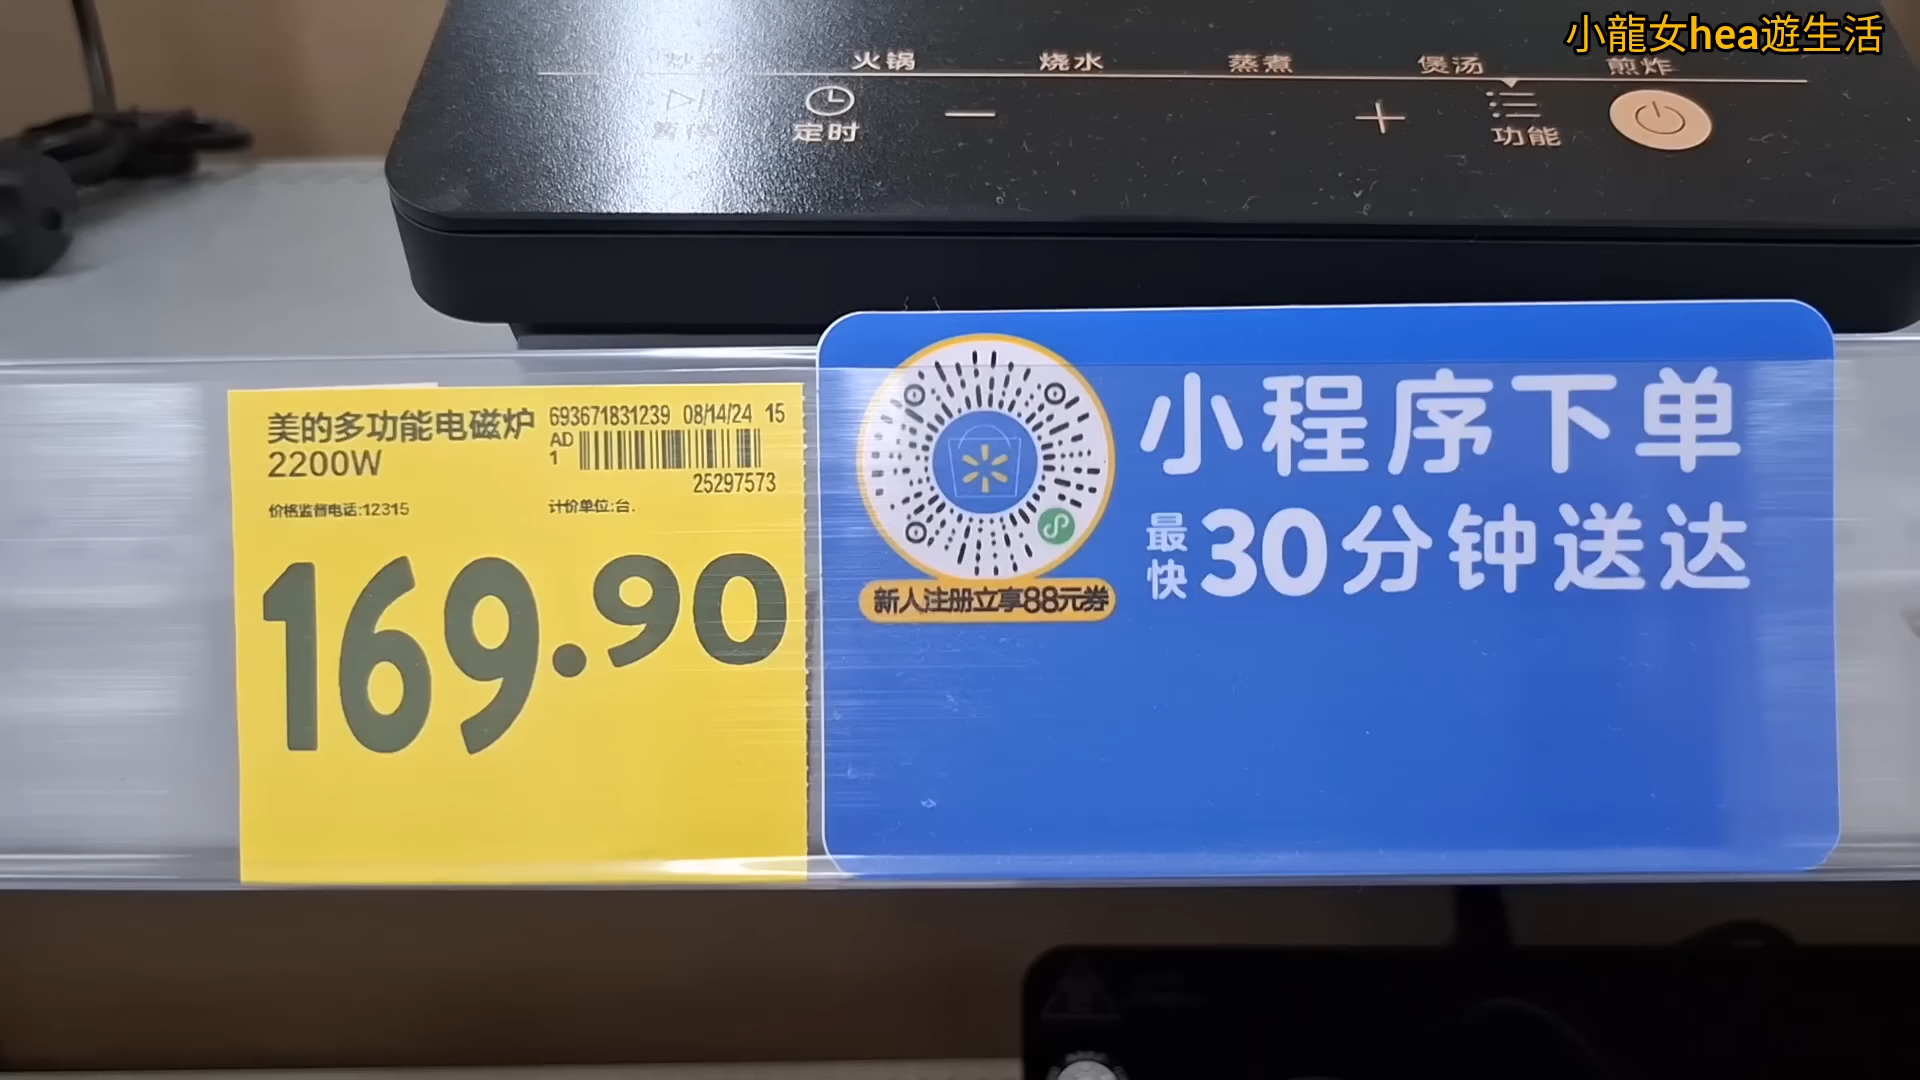 小龍女hea遊生活
火锅 烧水 蒸煮 煲汤 煎炸
定时 功能
美的多功能电磁炉
2200W
693671831239 08/14/24 15
AD
1
25297573
价格监督电话:12315
计价单位:台.
169.90
小程序下单
最快30分钟送达
新人注册立享88元券